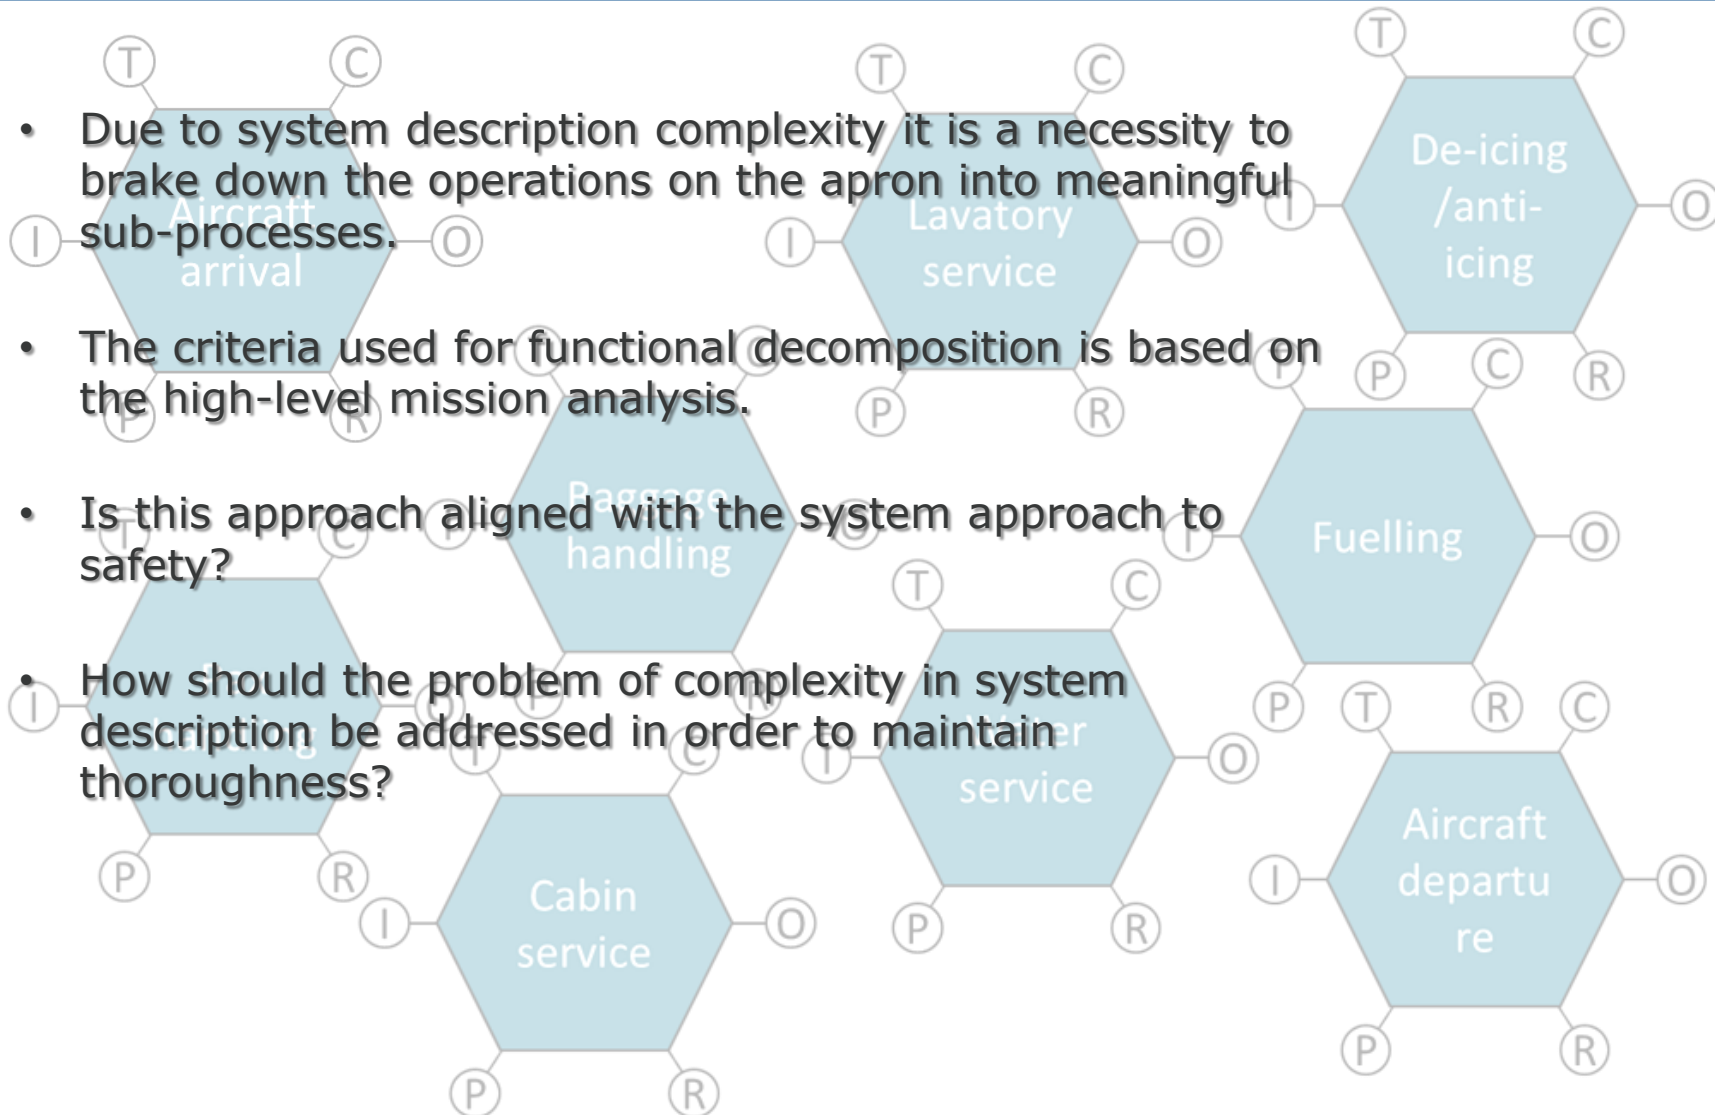 • Due to system description complexity it is a necessity to
brake down the operations on the apron into meaningful
sub-processes.
• The criteria used for functional decomposition is based on
the high-level mission analysis.
• Is this approach aligned with the system approach to
safety?
• How should the problem of complexity in system
description be addressed in order to maintain
thoroughness?
T
C
I
Aircraft
arrival
O
P
R
T
C
I
Lavatory
service
O
P
R
T
C
I
De-icing
/anti-
icing
O
P
R
T
C
I
Baggage
handling
O
P
R
T
C
I
Fuelling
O
P
R
T
C
I
handling
O
P
R
T
C
I
Water
service
O
P
R
T
C
I
Cabin
service
O
P
R
T
C
I
Aircraft
departu
re
O
P
R